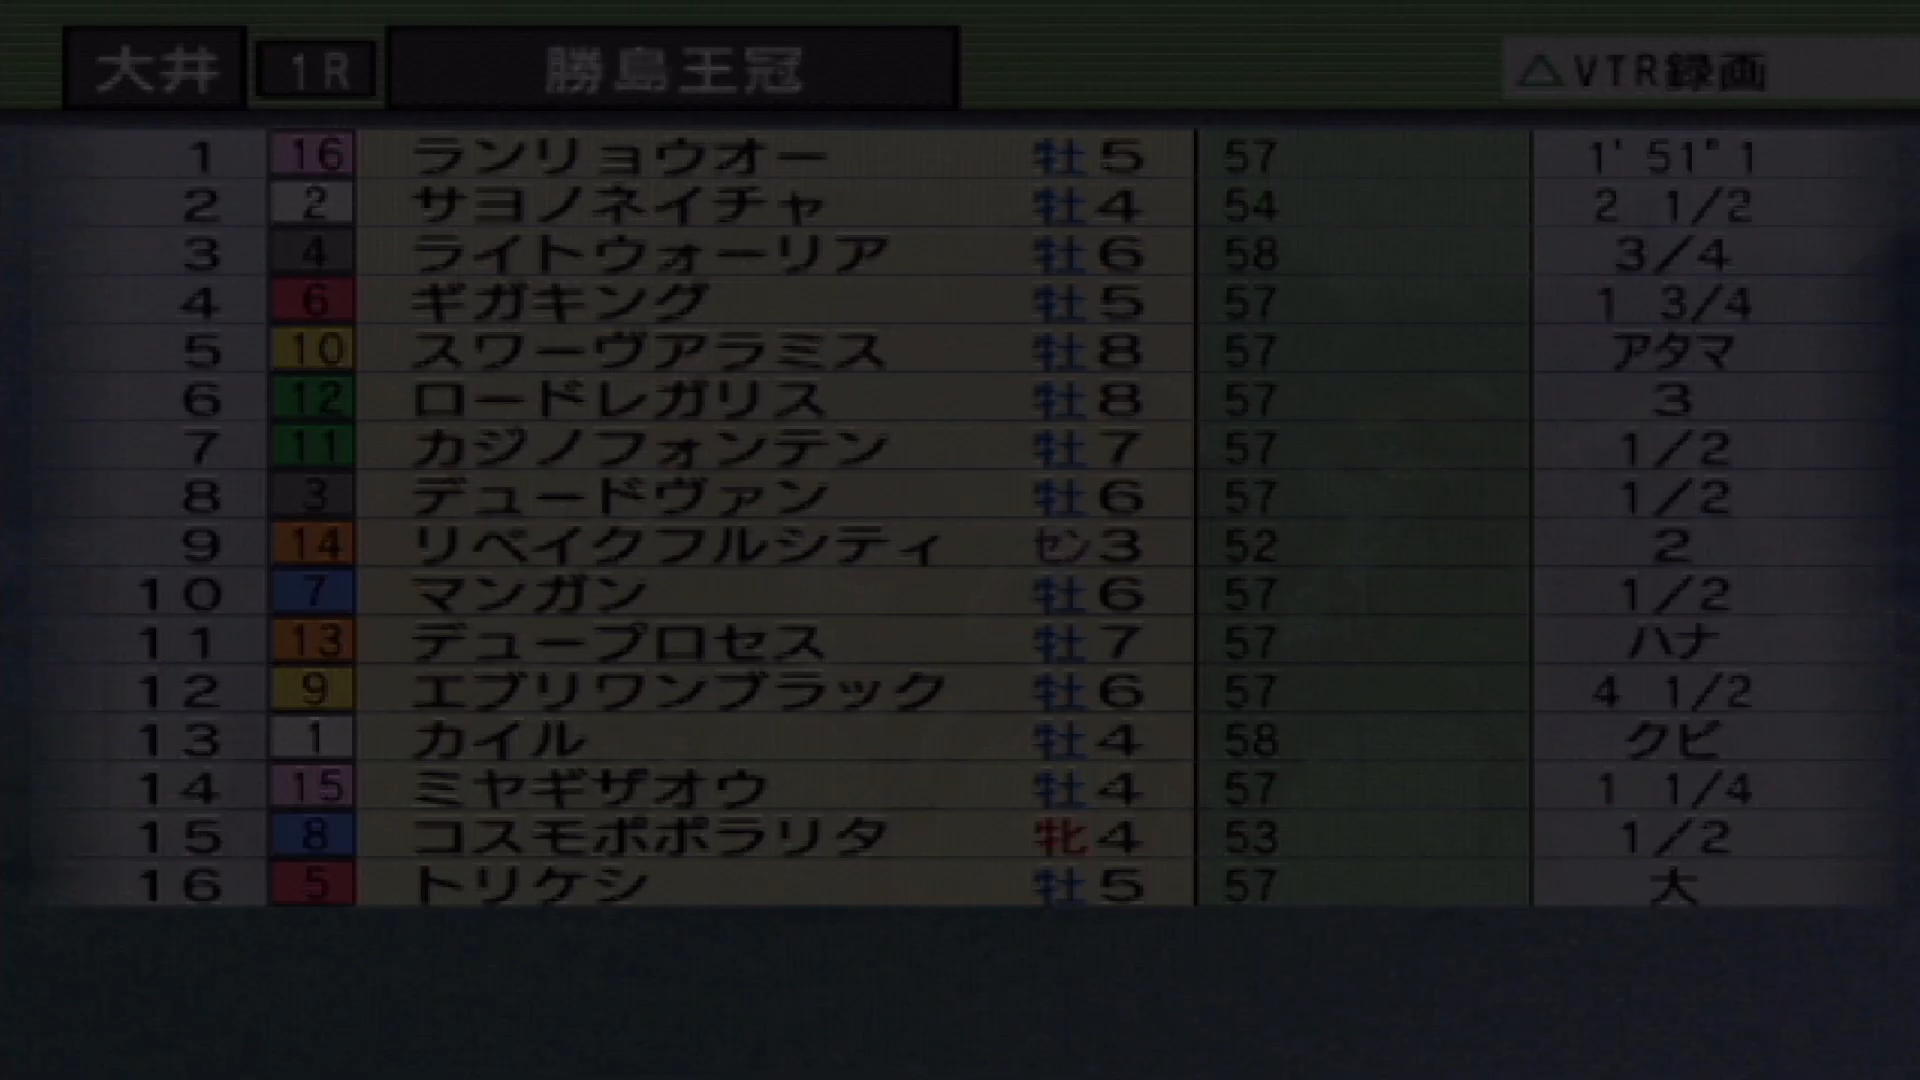 大井 1R 勝島王冠 △VTR録画
1 16 ランリョウオー 牡5 57 1'51"1
2 2 サヨノネイチャ 牡4 54 2 1/2
3 4 ライトウォーリア 牡6 58 3/4
4 6 ギガキング 牡5 57 1 3/4
5 10 スワーヴアラミス 牡8 57 アタマ
6 12 ロードレガリス 牡8 57 3
7 11 カジノフォンテン 牡7 57 1/2
8 3 デュードヴァン 牡6 57 1/2
9 14 リベイクフルシティ セン3 52 2
10 7 マンガン 牡6 57 1/2
11 13 デュープロセス 牡7 57 ハナ
12 9 エブリワンブラック 牡6 57 4 1/2
13 1 カイル 牡4 58 クビ
14 15 ミヤギザオウ 牡4 57 1 1/4
15 8 コスモポポラリタ 牝4 53 1/2
16 5 トリケシ 牡5 57 大